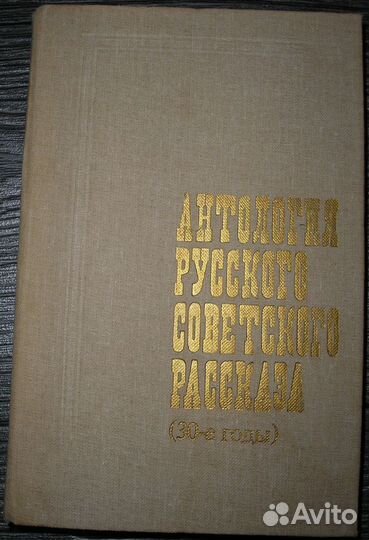 АНТОЛОГИЯ
РУССКОГО
СОВЕТСКОГО
РАССКАЗА
(30-е годы)
Avito